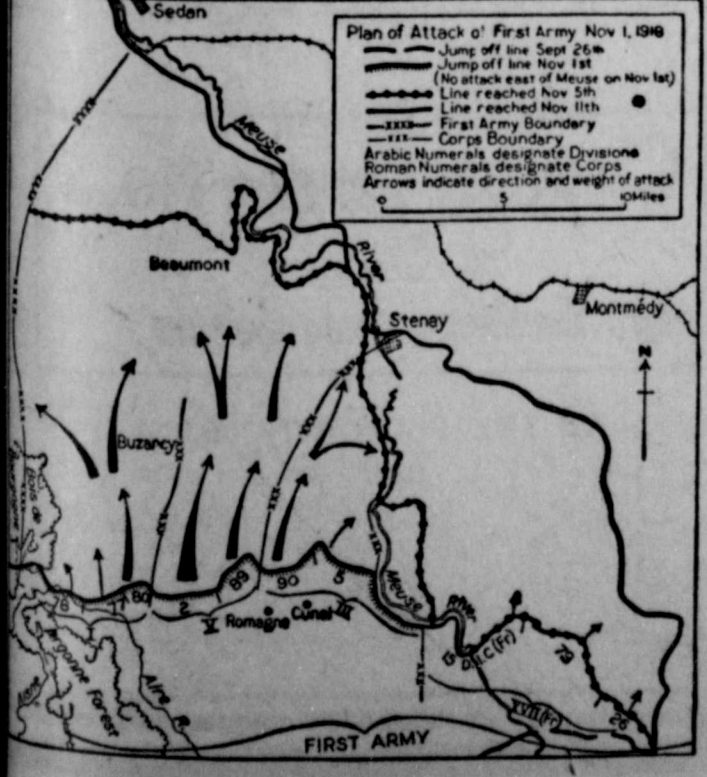 Sedan
Plan of Attack of First Army Nov 1, 1918
Jump off line Sept 26th
Jump off line Nov 1st
(No attack east of Meuse on Nov 1st)
Line reached Nov 5th
Line reached Nov 11th
xxxx First Army Boundary
xxx Corps Boundary
Arabic Numerals designate Divisions
Roman Numerals designate Corps
Arrows indicate direction and weight of attack
0 5 10 Miles
Meuse
River
Beaumont
Montmédy
Stenay
N
Buzancy
Bois de
78 77 80 2 89 90 5
V Romagne Cunel III
Meuse River
15 D.I.C (Fr) 79 26
Argonne Forest
Aire R.
XVII (Fr)
FIRST ARMY